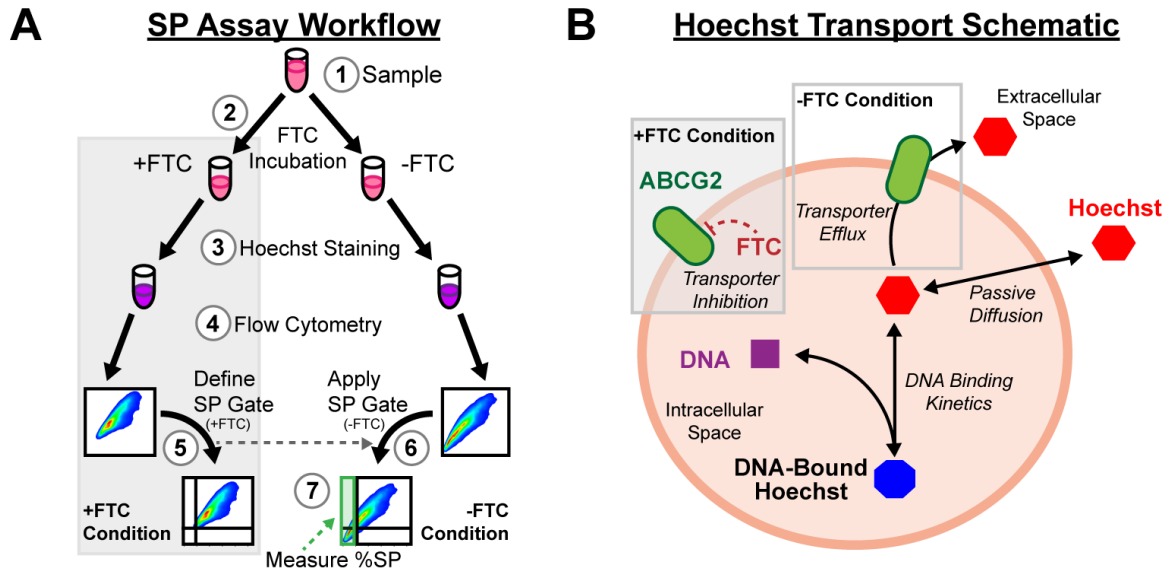 A
SP Assay Workflow
1 Sample
2
FTC
Incubation
+FTC
-FTC
3 Hoechst Staining
4 Flow Cytometry
Define
SP Gate
(+FTC)
Apply
SP Gate
(-FTC)
5
6
7
+FTC
Condition
-FTC
Condition
Measure %SP
B
Hoechst Transport Schematic
-FTC Condition
Extracellular
Space
+FTC Condition
ABCG2
FTC
Transporter
Inhibition
Transporter
Efflux
Hoechst
Passive
Diffusion
DNA
DNA Binding
Kinetics
Intracellular
Space
DNA-Bound
Hoechst